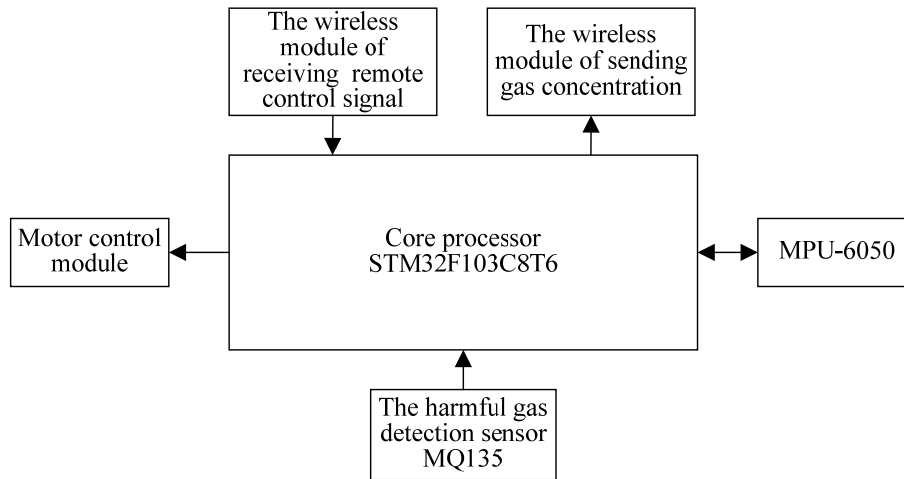 The wireless
module of
receiving remote
control signal
The wireless
module of sending
gas concentration
Motor control
module
Core processor
STM32F103C8T6
MPU-6050
The harmful gas
detection sensor
MQ135